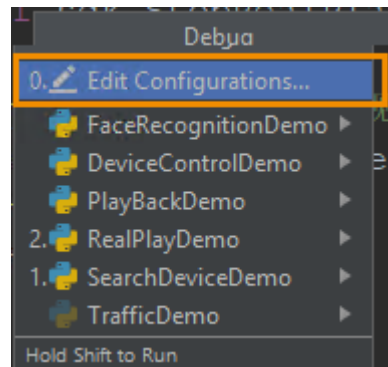 Debug
0. Edit Configurations...
FaceRecognitionDemo
DeviceControlDemo
PlayBackDemo
2. RealPlayDemo
1. SearchDeviceDemo
TrafficDemo
Hold Shift to Run